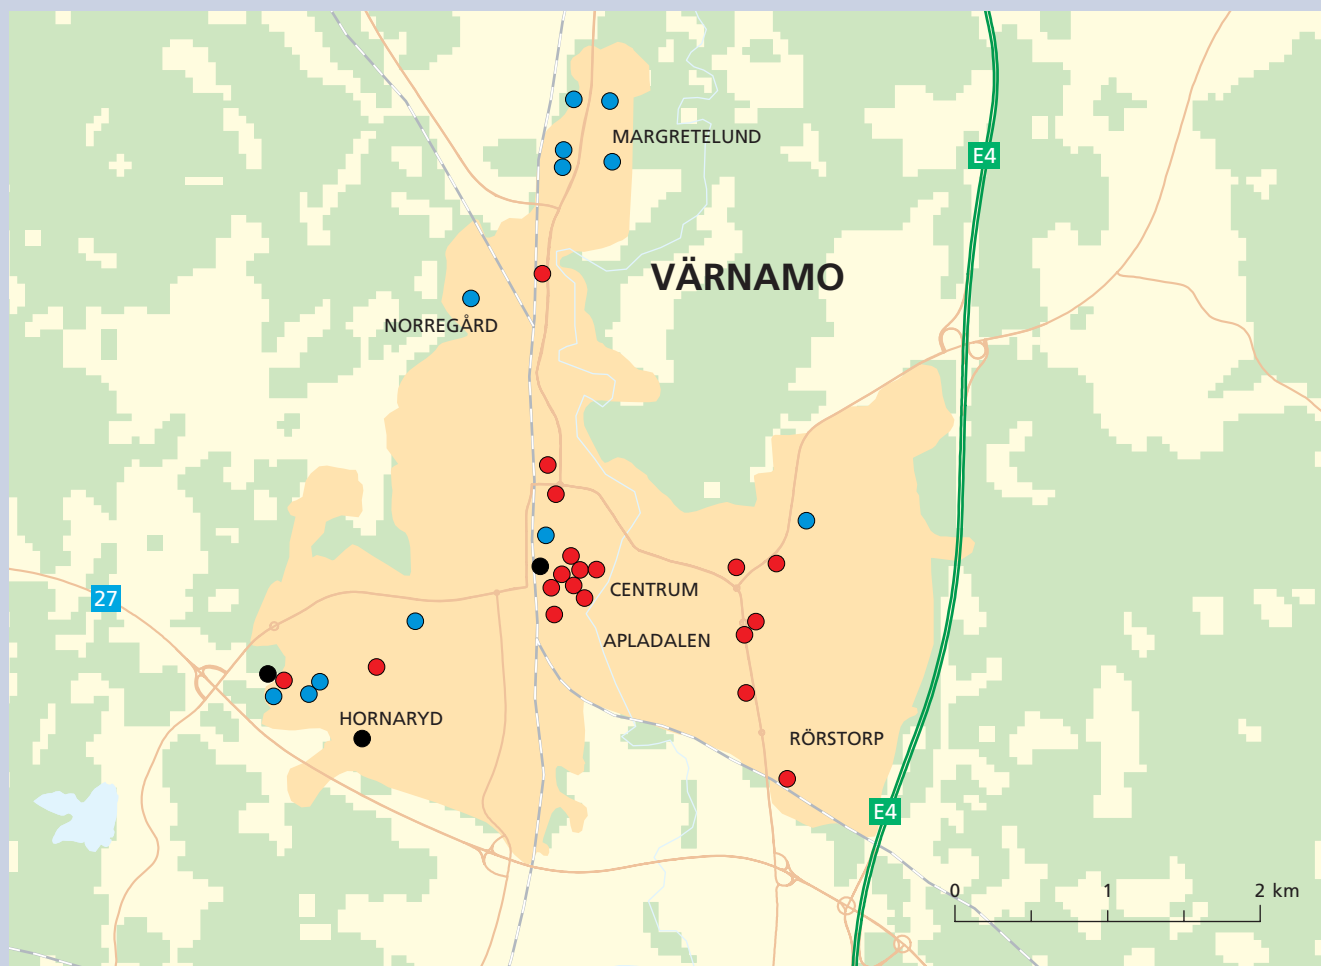 MARGRETELUND
E4
VÄRNAMO
NORREGÅRD
27
CENTRUM
APLADALEN
HORNARYD
RÖRSTORP
E4
0 1 2 km